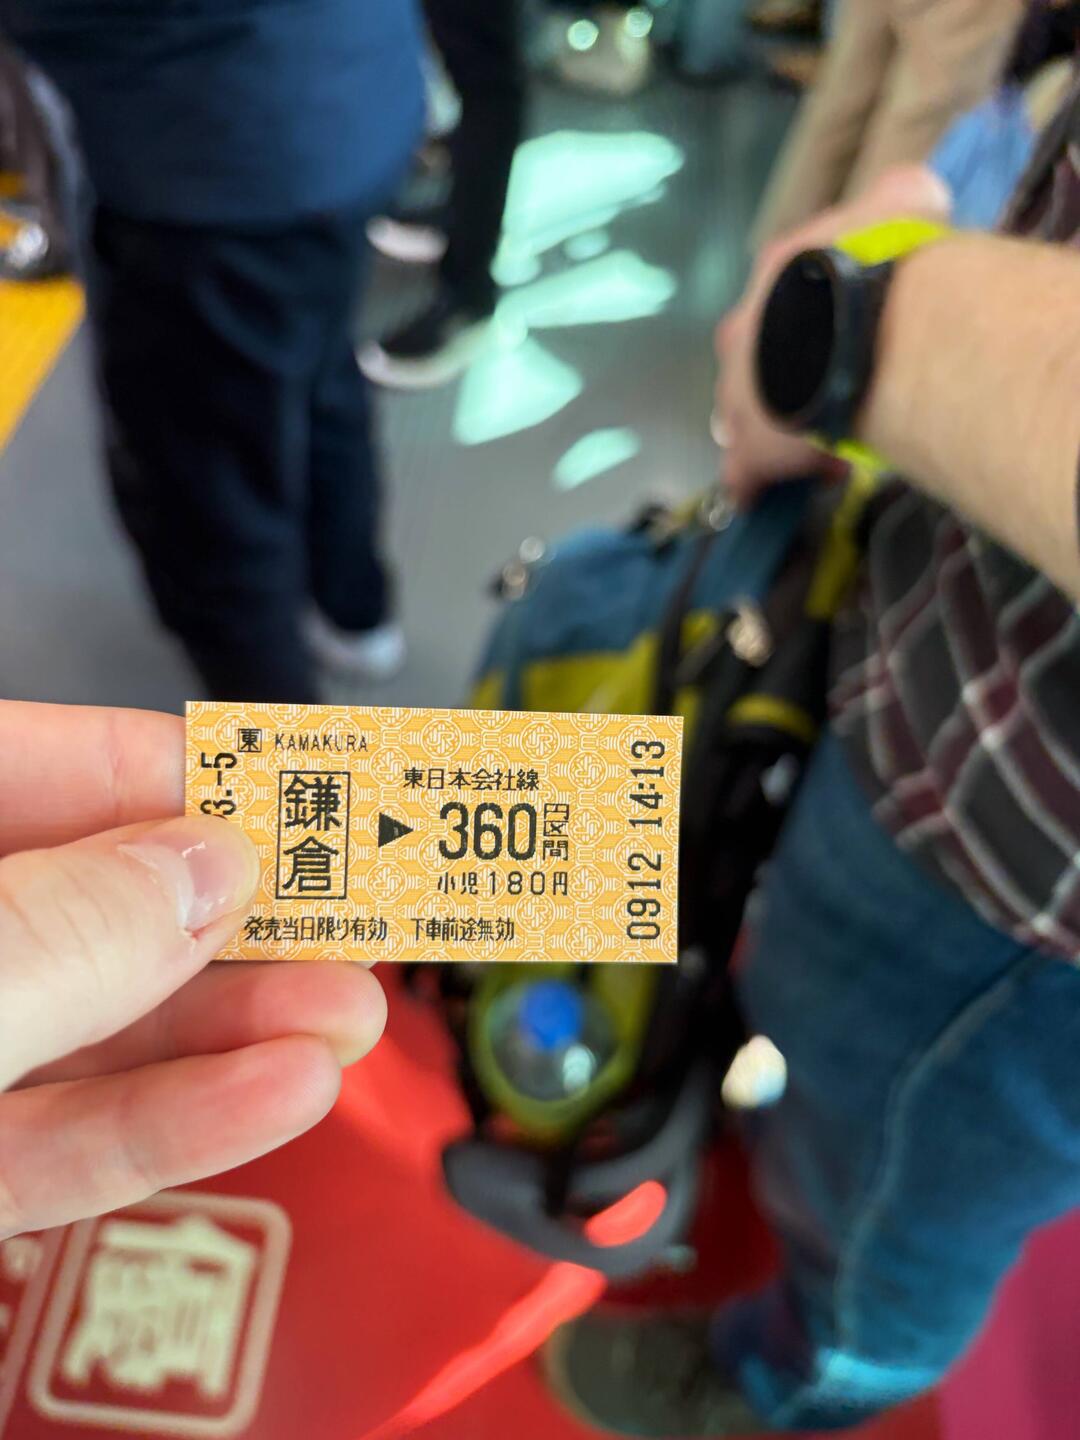 東 KAMAKURA
鎌倉
東日本会社線
▶ 360円区間
小児180円
発売当日限り有効 下車前途無効
3.-5
0912 14:13
優